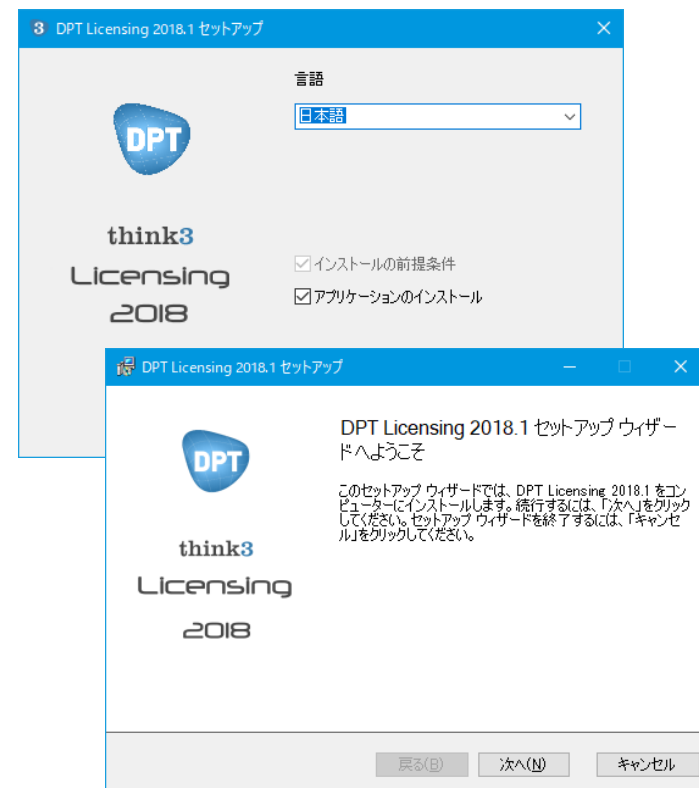 3 DPT Licensing 2018.1 セットアップ
言語
日本語
DPT
think3
Licensing
2018
インストールの前提条件
アプリケーションのインストール
DPT Licensing 2018.1 セットアップ
DPT
think3
Licensing
2018
DPT Licensing 2018.1 セットアップ ウィザー
ドへようこそ
このセットアップ ウィザードでは、DPT Licensing 2018.1 をコン
ピューターにインストールします。続行するには、「次へ」をクリック
してください。セットアップ ウィザードを終了するには、「キャンセ
ル」をクリックしてください。
戻る(B)
次へ(N)
キャンセル